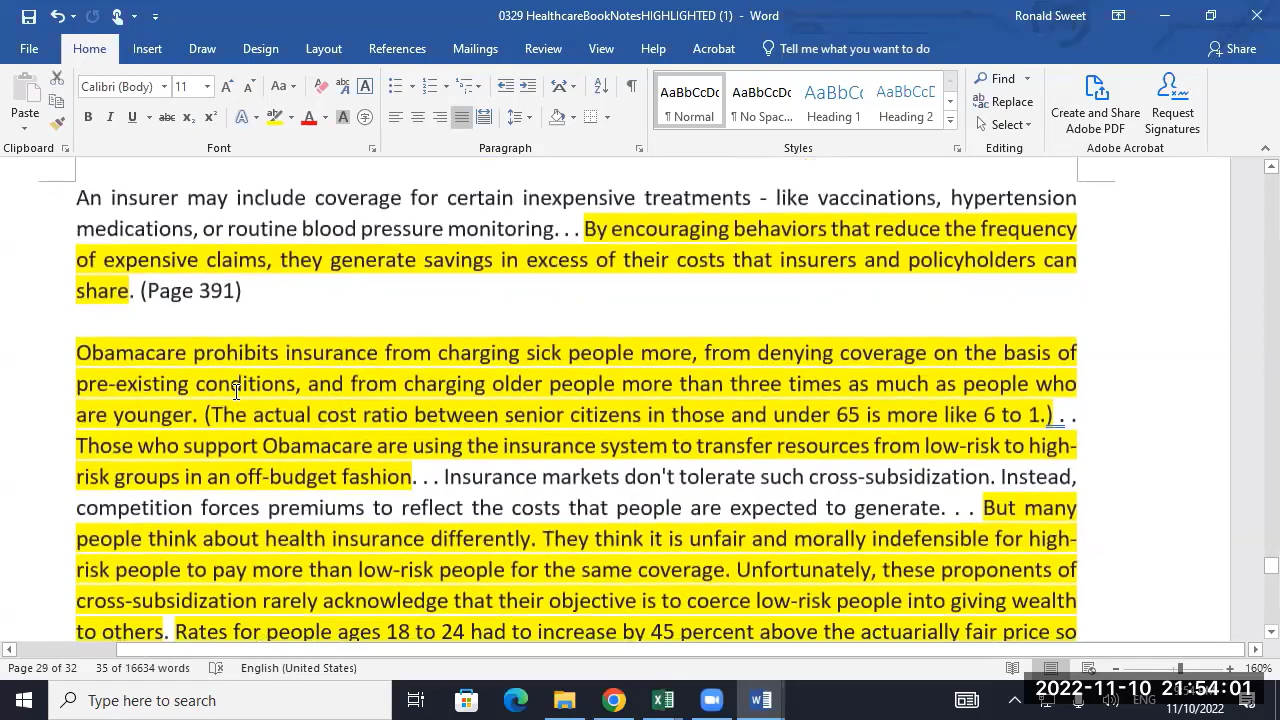 0329 HealthcareBookNotesHIGHLIGHTED (1) - Word
Ronald Sweet
File Home Insert Draw Design Layout References Mailings Review View Help Acrobat Tell me what you want to do Share
Paste
Calibri (Body) 11
Clipboard Font Paragraph
AaBbCcDc AaBbCcDc AaBbCc AaBbCcD
¶ Normal ¶ No Spac... Heading 1 Heading 2
Styles
Find
Replace
Select
Editing
Create and Share Adobe PDF
Request Signatures
Adobe Acrobat
An insurer may include coverage for certain inexpensive treatments - like vaccinations, hypertension
medications, or routine blood pressure monitoring. . . By encouraging behaviors that reduce the frequency
of expensive claims, they generate savings in excess of their costs that insurers and policyholders can
share. (Page 391)
Obamacare prohibits insurance from charging sick people more, from denying coverage on the basis of
pre-existing conditions, and from charging older people more than three times as much as people who
are younger. (The actual cost ratio between senior citizens in those and under 65 is more like 6 to 1.) . .
Those who support Obamacare are using the insurance system to transfer resources from low-risk to high-
risk groups in an off-budget fashion. . . Insurance markets don't tolerate such cross-subsidization. Instead,
competition forces premiums to reflect the costs that people are expected to generate. . . But many
people think about health insurance differently. They think it is unfair and morally indefensible for high-
risk people to pay more than low-risk people for the same coverage. Unfortunately, these proponents of
cross-subsidization rarely acknowledge that their objective is to coerce low-risk people into giving wealth
to others. Rates for people ages 18 to 24 had to increase by 45 percent above the actuarially fair price so
Page 29 of 32 35 of 16634 words English (United States) 160%
Type here to search
2022-11-10 21:54:01
ENG
11/10/2022